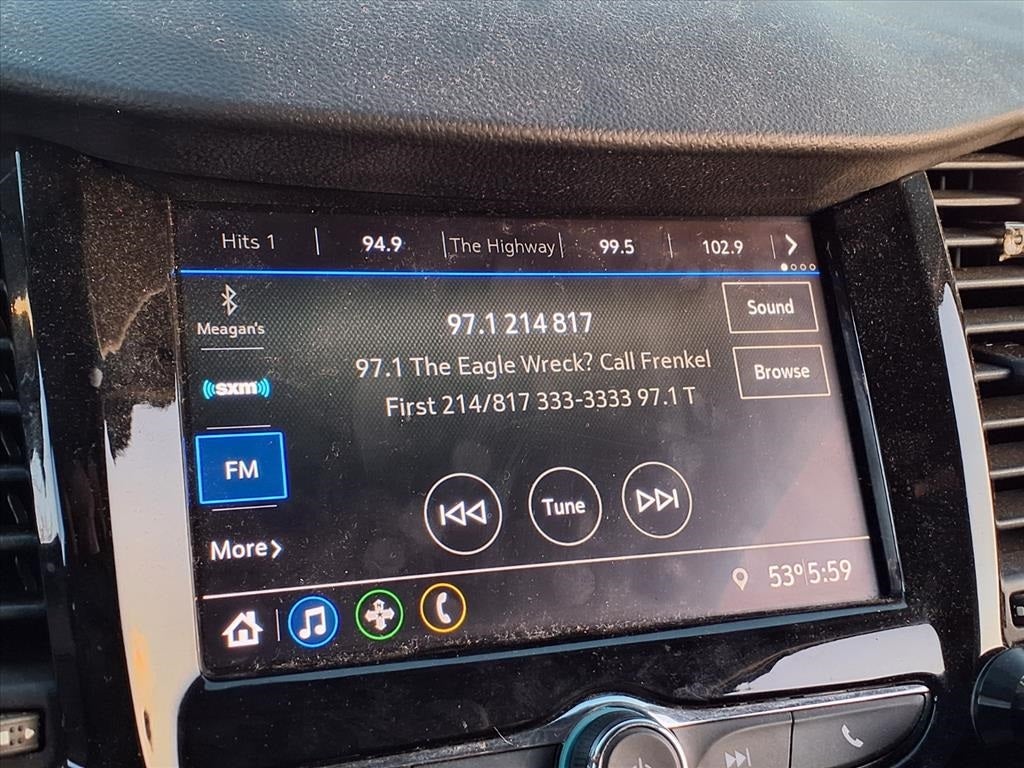 Hits 1 94.9 The Highway 99.5 102.9
Meagan's
97.1 214 817
Sound
97.1 The Eagle Wreck? Call Frenkel
Browse
sxm
First 214/817 333-3333 97.1 T
FM
Tune
More
53° 5:59